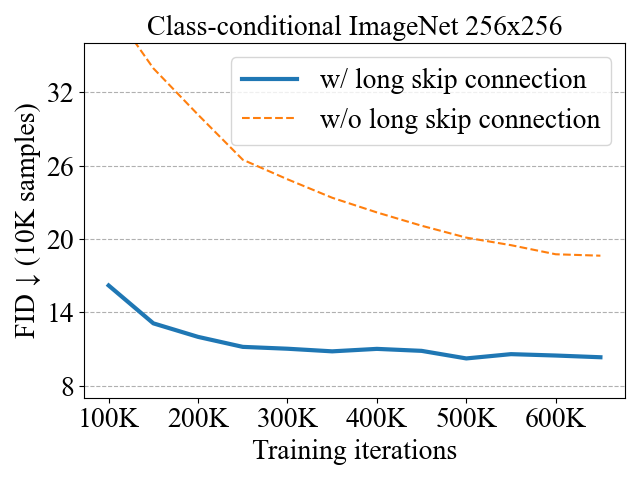 Class-conditional ImageNet 256x256
w/ long skip connection
w/o long skip connection
FID ↓ (10K samples)
32
26
20
14
8
100K 200K 300K 400K 500K 600K
Training iterations